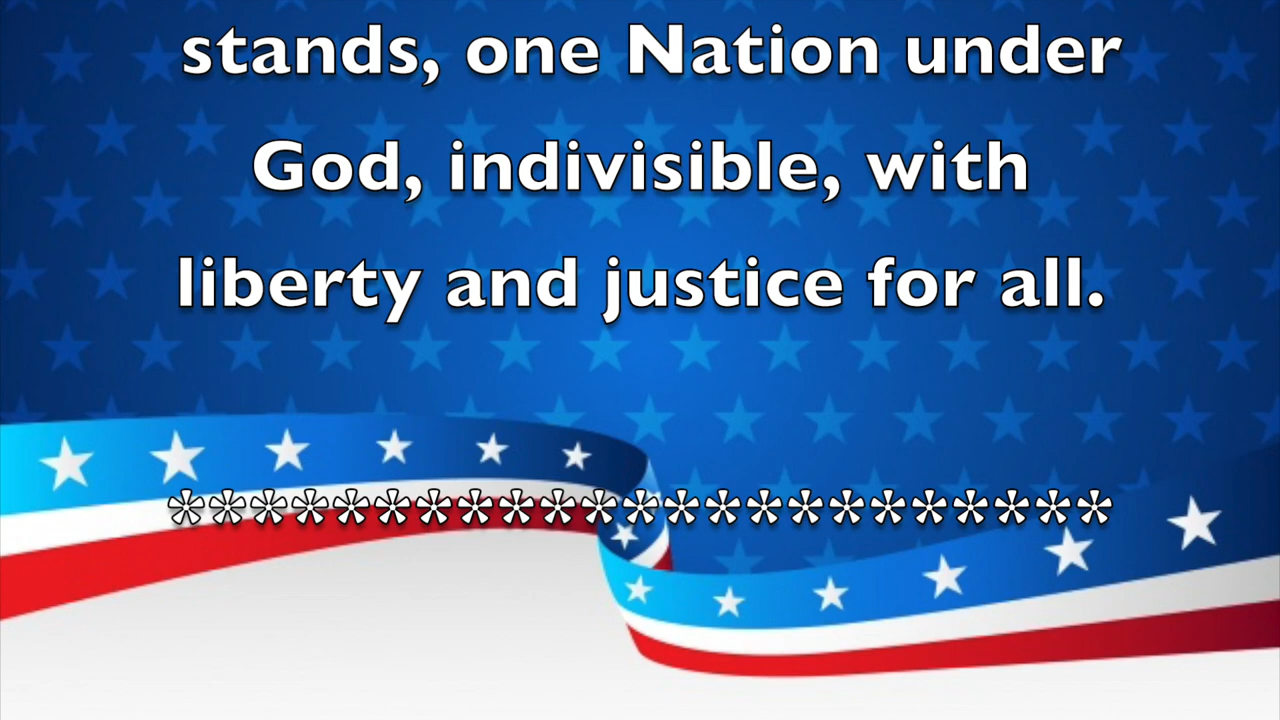 stands, one Nation under
God, indivisible, with
liberty and justice for all.
***********************